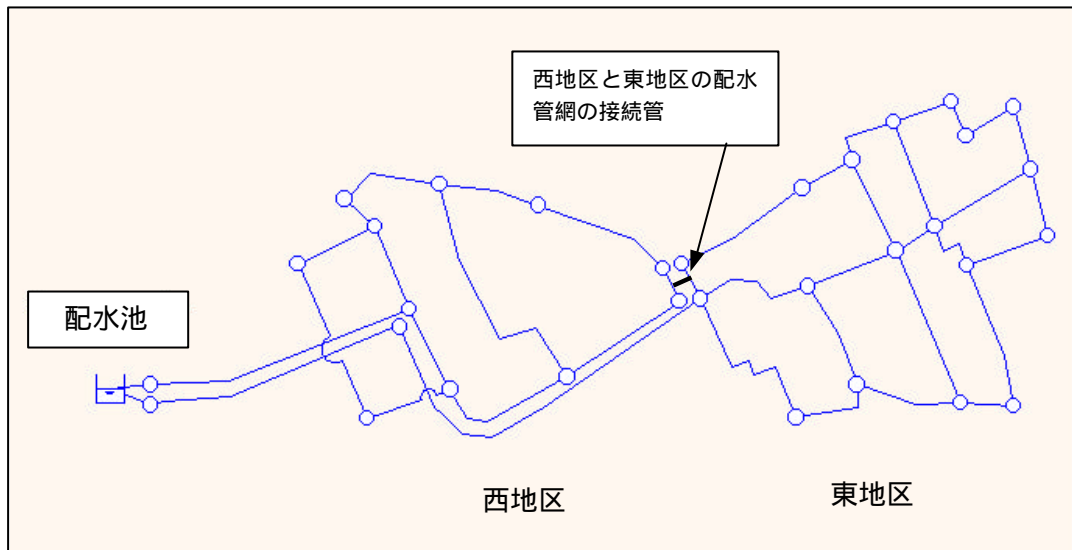 西地区と東地区の配水
管網の接続管
配水池
西地区
東地区